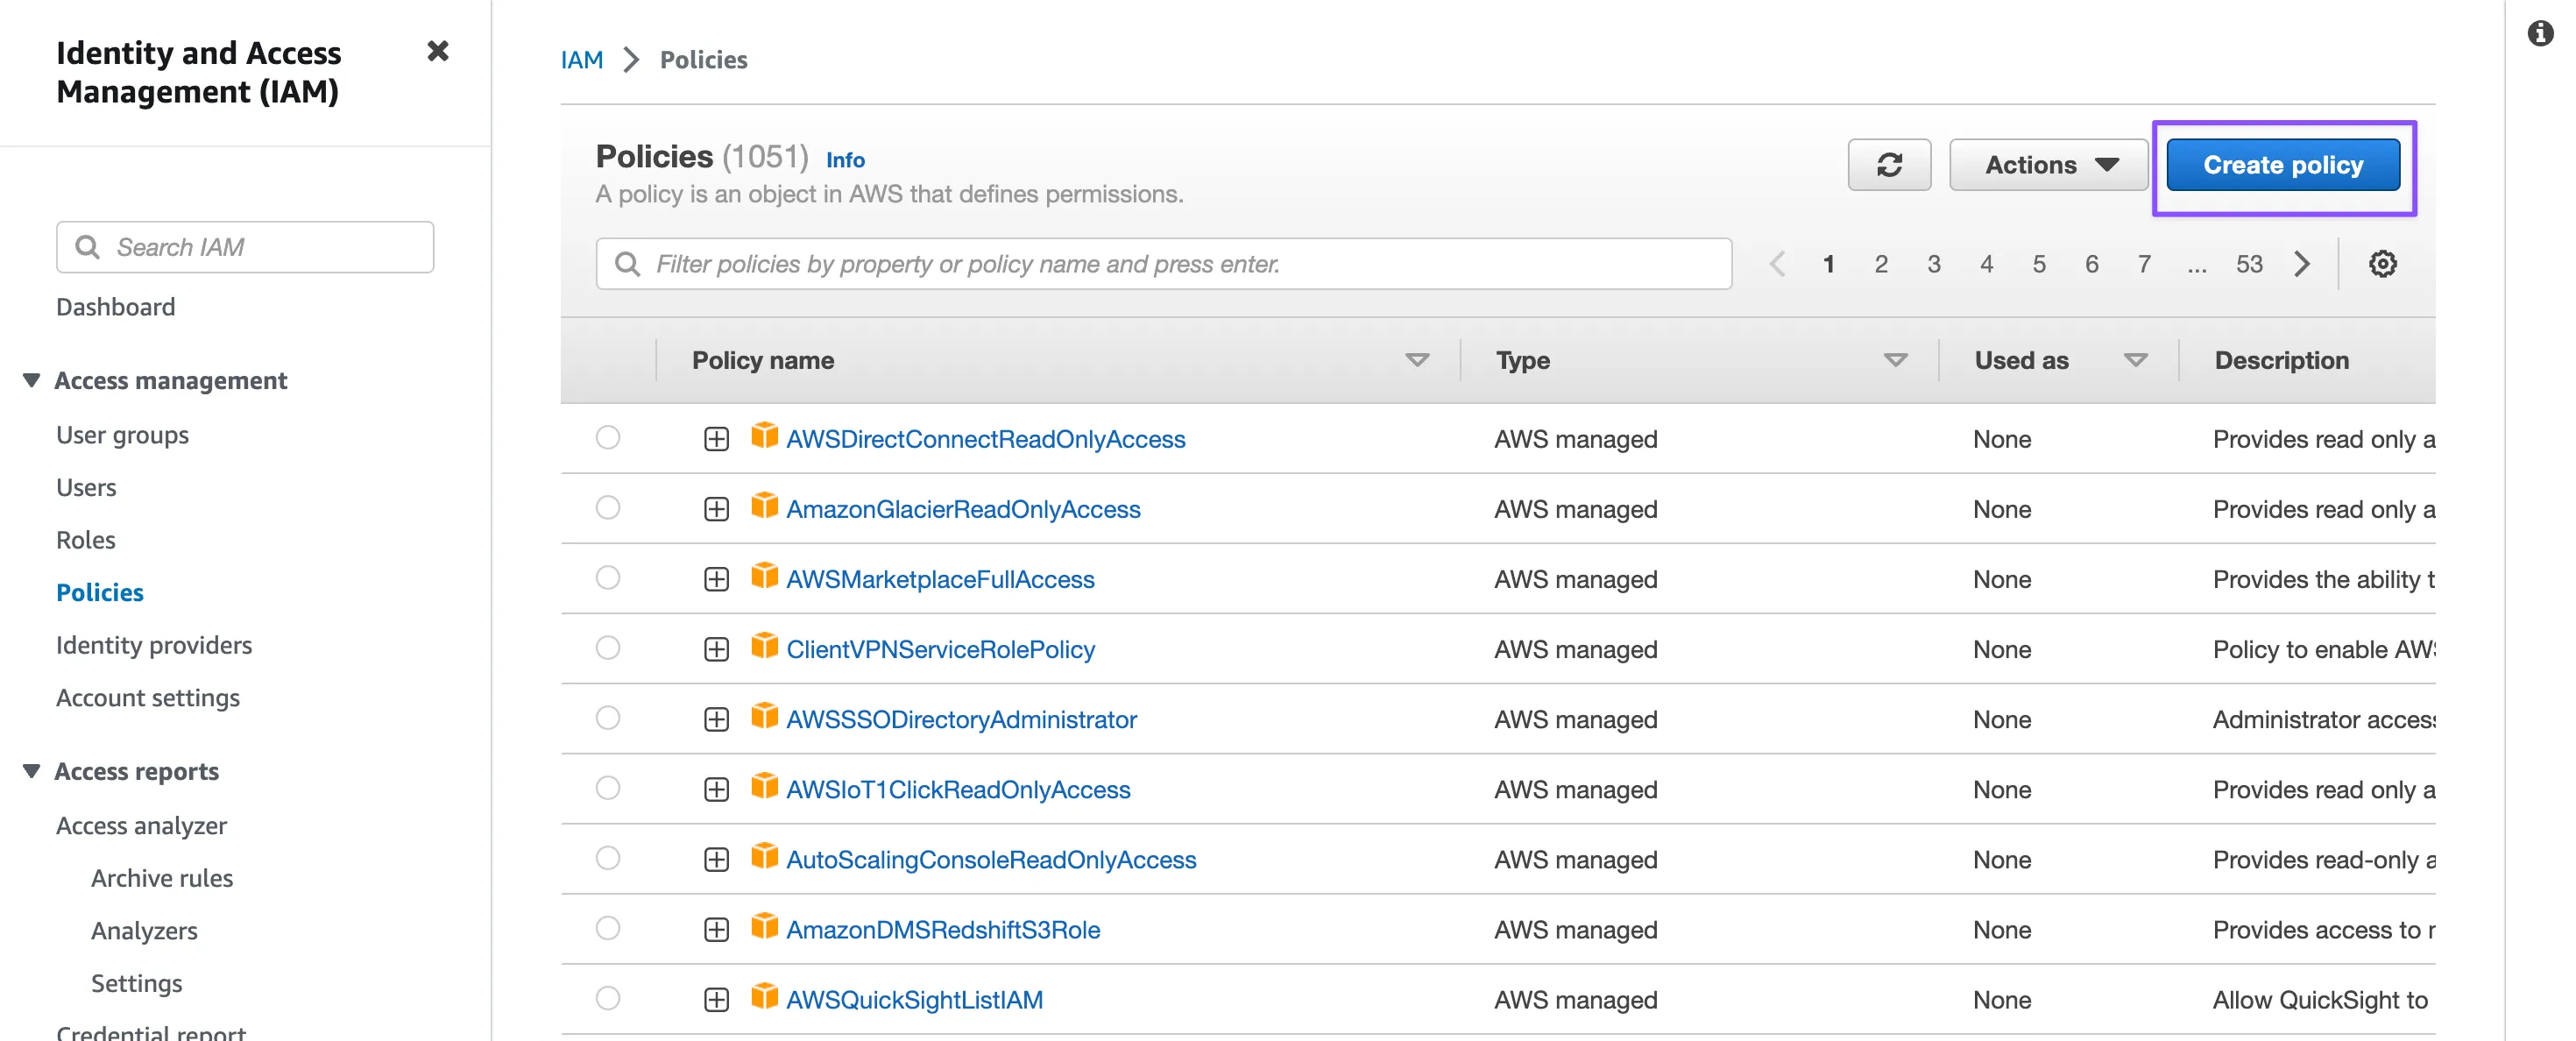 Identity and Access
Management (IAM)
Search IAM
Dashboard
Access management
User groups
Users
Roles
Policies
Identity providers
Account settings
Access reports
Access analyzer
Archive rules
Analyzers
Settings
Credential report
IAM > Policies
Policies (1051) Info
A policy is an object in AWS that defines permissions.
Actions Create policy
Filter policies by property or policy name and press enter.
1 2 3 4 5 6 7 ... 53
Policy name Type Used as Description
AWSDirectConnectReadOnlyAccess AWS managed None Provides read only a
AmazonGlacierReadOnlyAccess AWS managed None Provides read only a
AWSMarketplaceFullAccess AWS managed None Provides the ability t
ClientVPNServiceRolePolicy AWS managed None Policy to enable AWS
AWSSSODirectoryAdministrator AWS managed None Administrator access
AWSIoT1ClickReadOnlyAccess AWS managed None Provides read only a
AutoScalingConsoleReadOnlyAccess AWS managed None Provides read-only a
AmazonDMSRedshiftS3Role AWS managed None Provides access to r
AWSQuickSightListIAM AWS managed None Allow QuickSight to